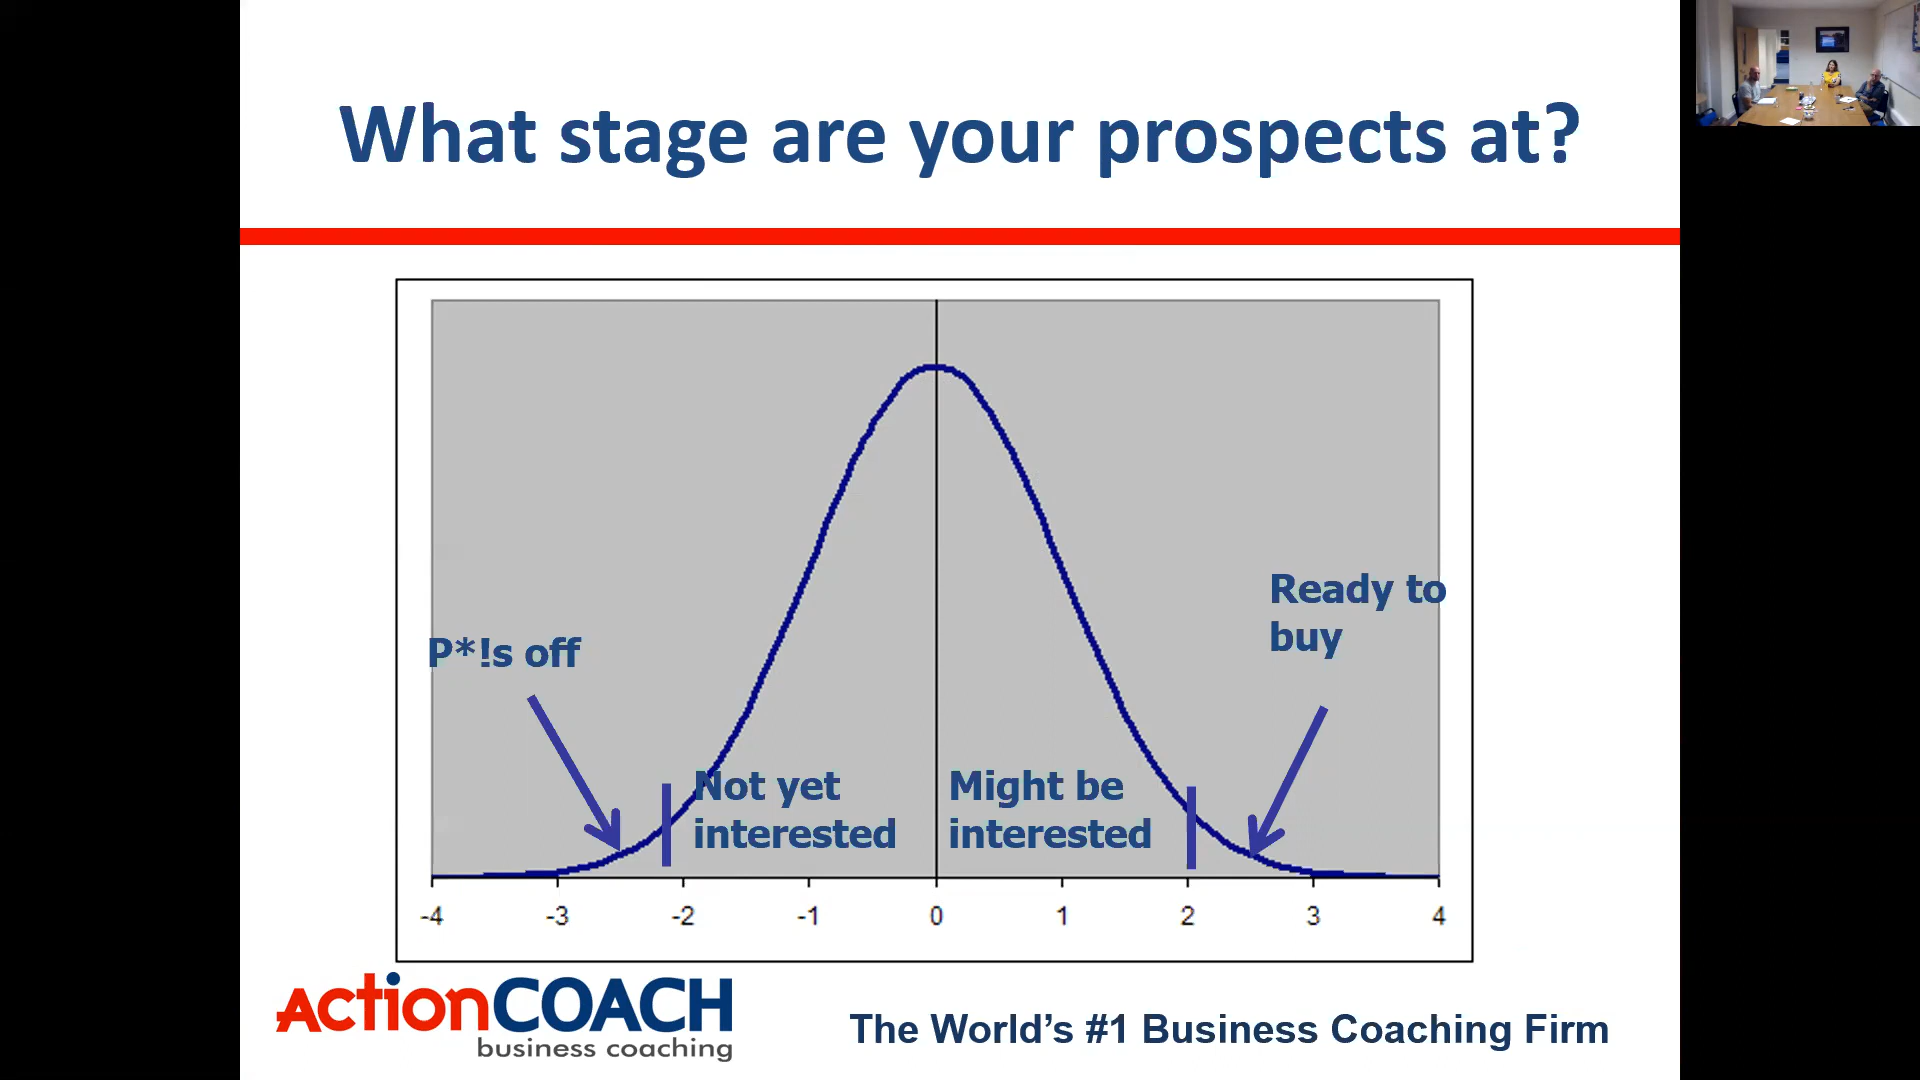 What stage are your prospects at?
Ready to
buy
P*!s off
Not yet
interested
Might be
interested
-4 -3 -2 -1 0 1 2 3 4
ActionCOACH
business coaching
The World's #1 Business Coaching Firm